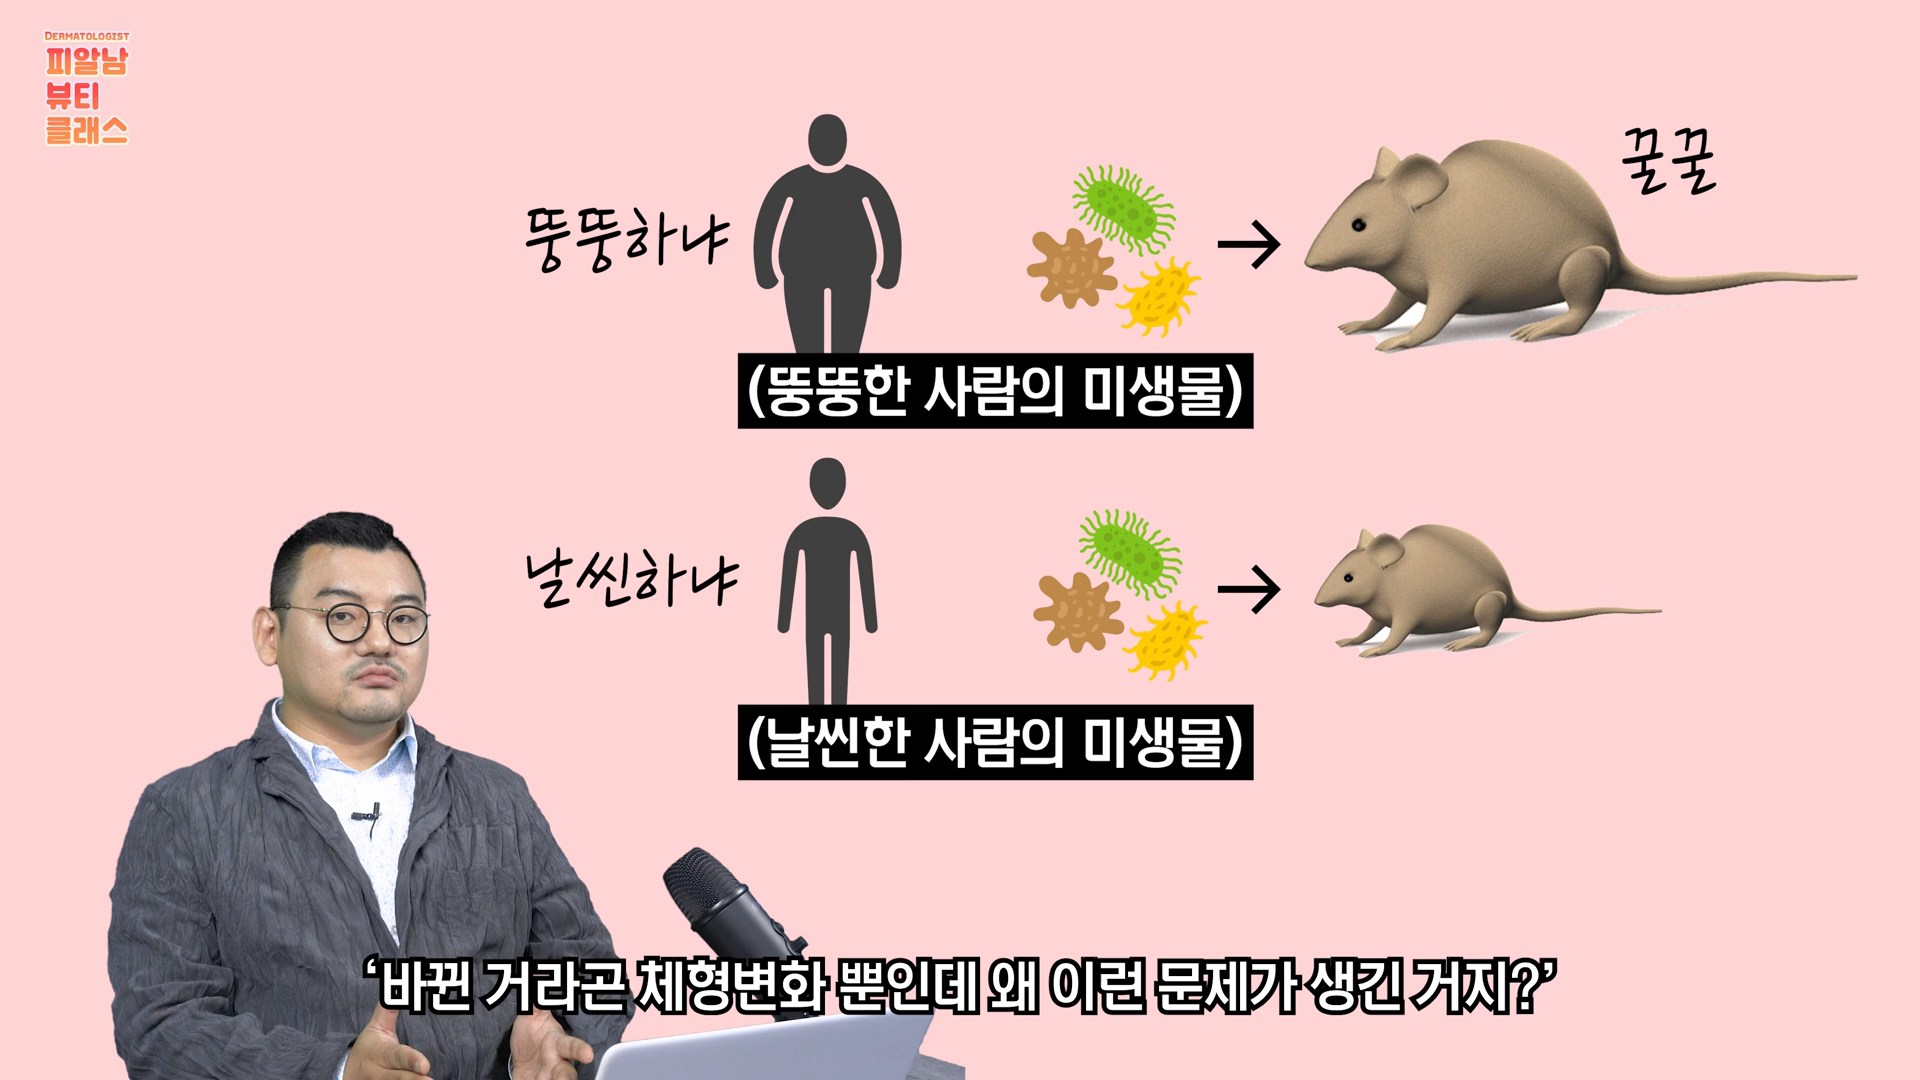 DERMATOLOGIST
피알남
뷰티
클래스
꿀꿀
뚱뚱하냐
(뚱뚱한 사람의 미생물)
날씬하냐
(날씬한 사람의 미생물)
‘바뀐 거라곤 체형변화 뿐인데 왜 이런 문제가 생긴 거지?’